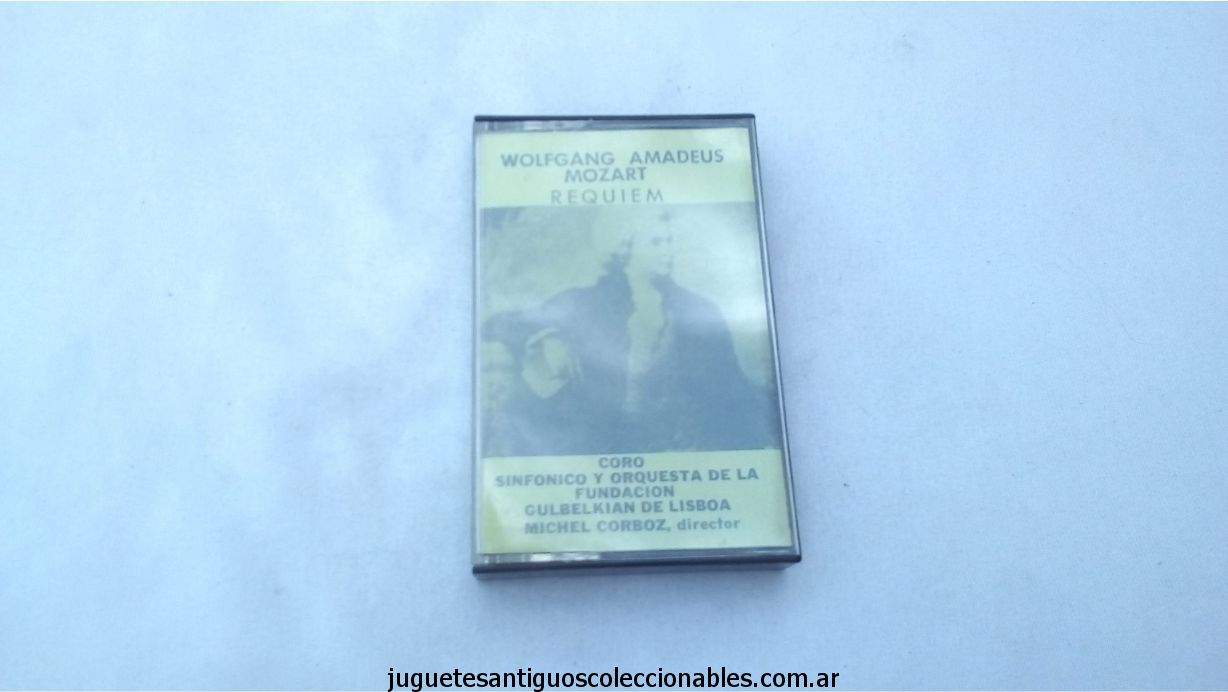 WOLFGANG AMADEUS
MOZART
REQUIEM
CORO
SINFONICO Y ORQUESTA DE LA
FUNDACION
GULBELKIAN DE LISBOA
MICHEL CORBOZ, director
juguetesantiguoscoleccionables.com.ar